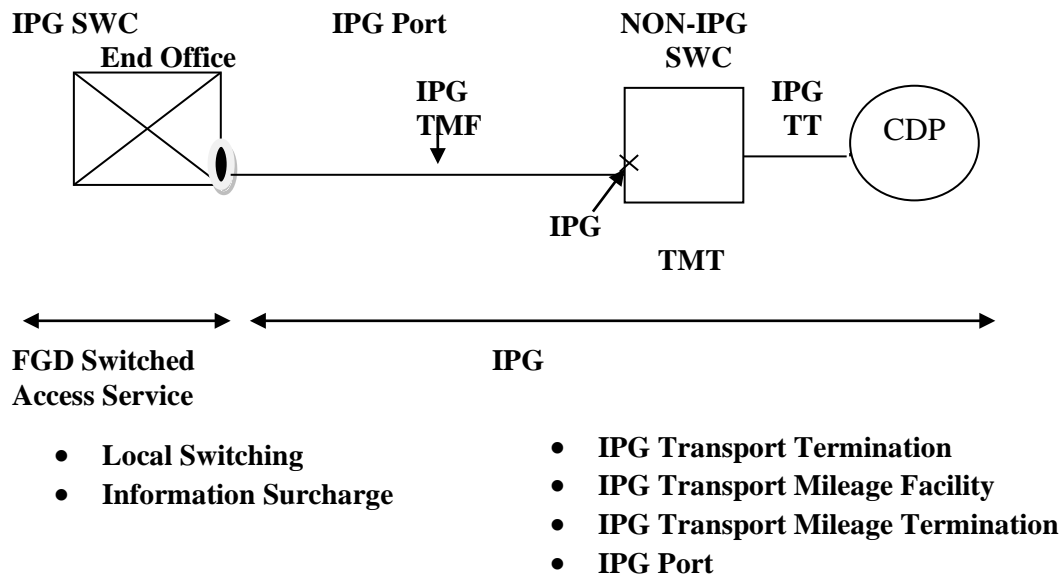 IPG SWC
End Office
IPG Port
NON-IPG
SWC
IPG
TMF
IPG
TT
CDP
IPG
TMT
FGD Switched
Access Service
IPG
• Local Switching
• Information Surcharge
• IPG Transport Termination
• IPG Transport Mileage Facility
• IPG Transport Mileage Termination
• IPG Port